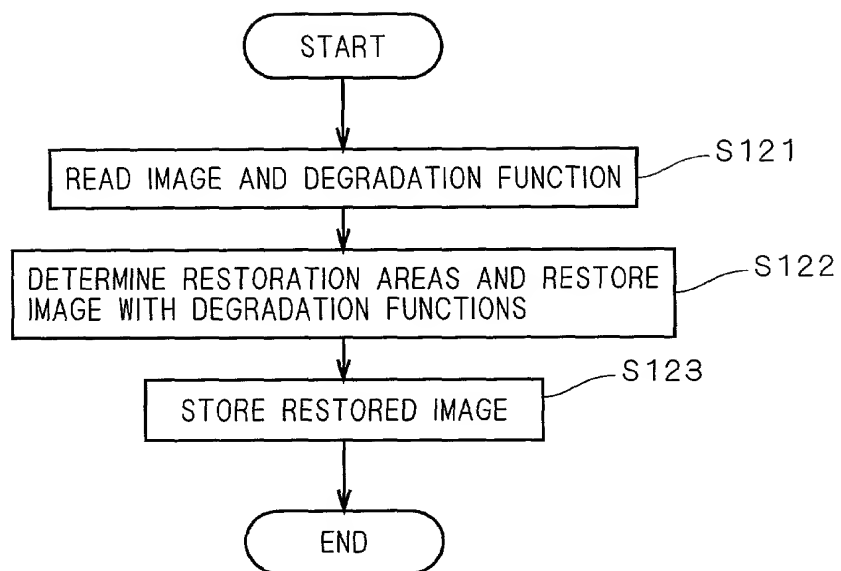 START
READ IMAGE AND DEGRADATION FUNCTION
S121
DETERMINE RESTORATION AREAS AND RESTORE
IMAGE WITH DEGRADATION FUNCTIONS
S122
STORE RESTORED IMAGE
S123
END